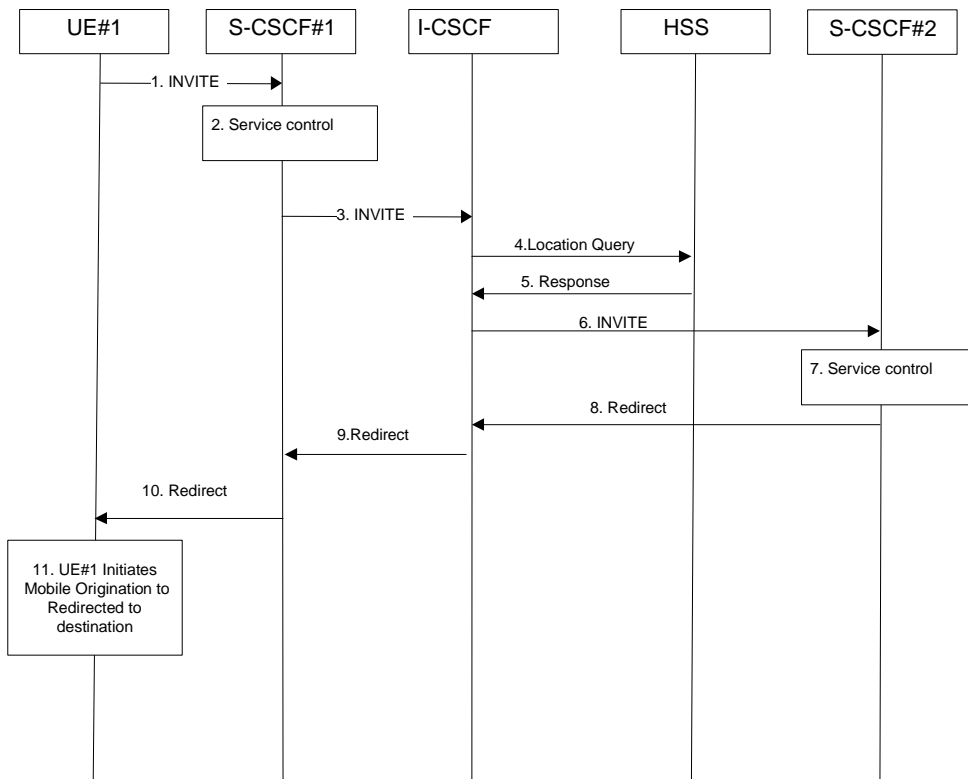 UE#1
S-CSCF#1
I-CSCF
HSS
S-CSCF#2
1. INVITE
2. Service control
3. INVITE
4.Location Query
5. Response
6. INVITE
7. Service control
8. Redirect
9.Redirect
10. Redirect
11. UE#1 Initiates
Mobile Origination to
Redirected to
destination